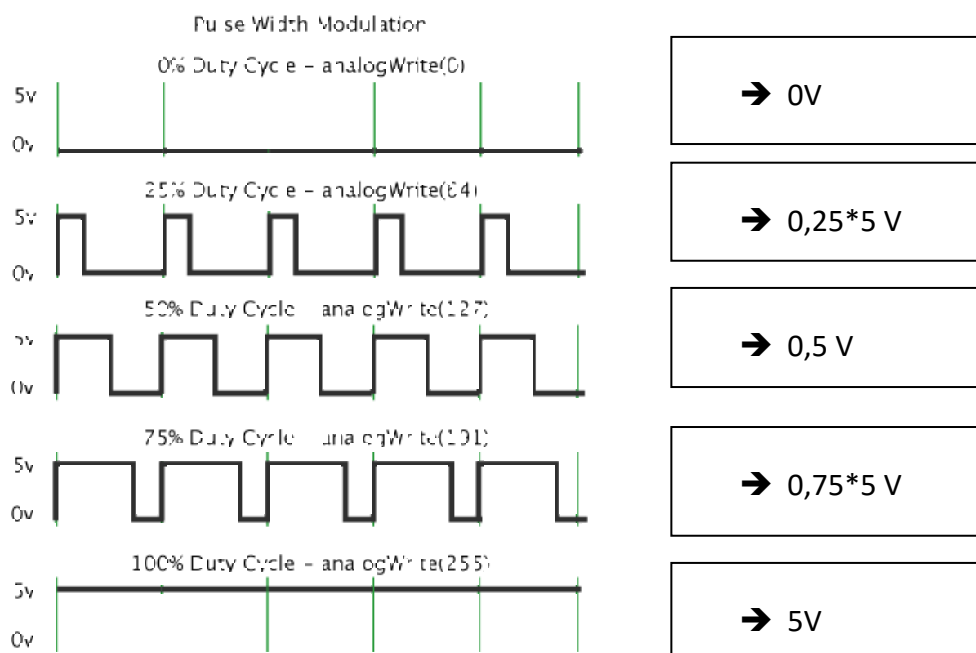 Pulse Width Modulation
0% Duty Cycle – analogWrite(0)
5v
0v
➔ 0V
25% Duty Cycle – analogWrite(64)
5v
0v
➔ 0,25*5 V
50% Duty Cycle – analogWrite(127)
5v
0v
➔ 0,5 V
75% Duty Cycle – analogWrite(191)
5v
0v
➔ 0,75*5 V
100% Duty Cycle – analogWrite(255)
5v
0v
➔ 5V